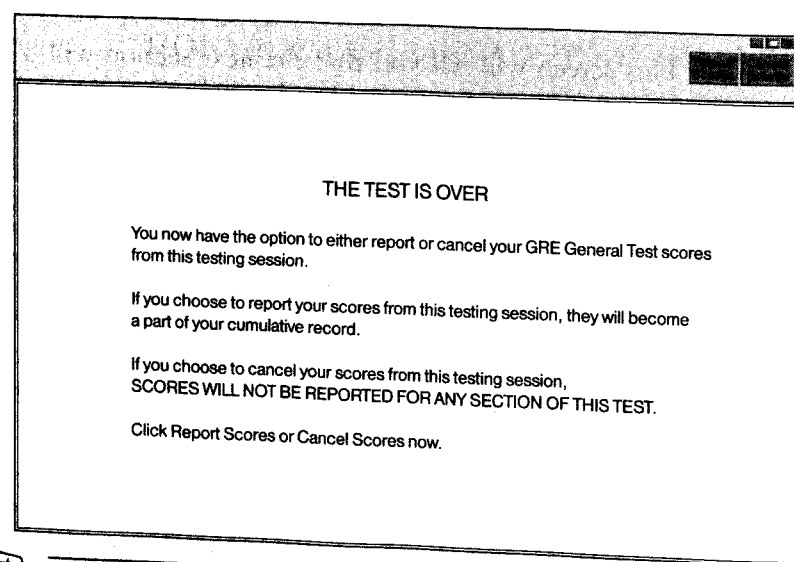 THE TEST IS OVER
You now have the option to either report or cancel your GRE General Test scores
from this testing session.
If you choose to report your scores from this testing session, they will become
a part of your cumulative record.
If you choose to cancel your scores from this testing session,
SCORES WILL NOT BE REPORTED FOR ANY SECTION OF THIS TEST.
Click Report Scores or Cancel Scores now.